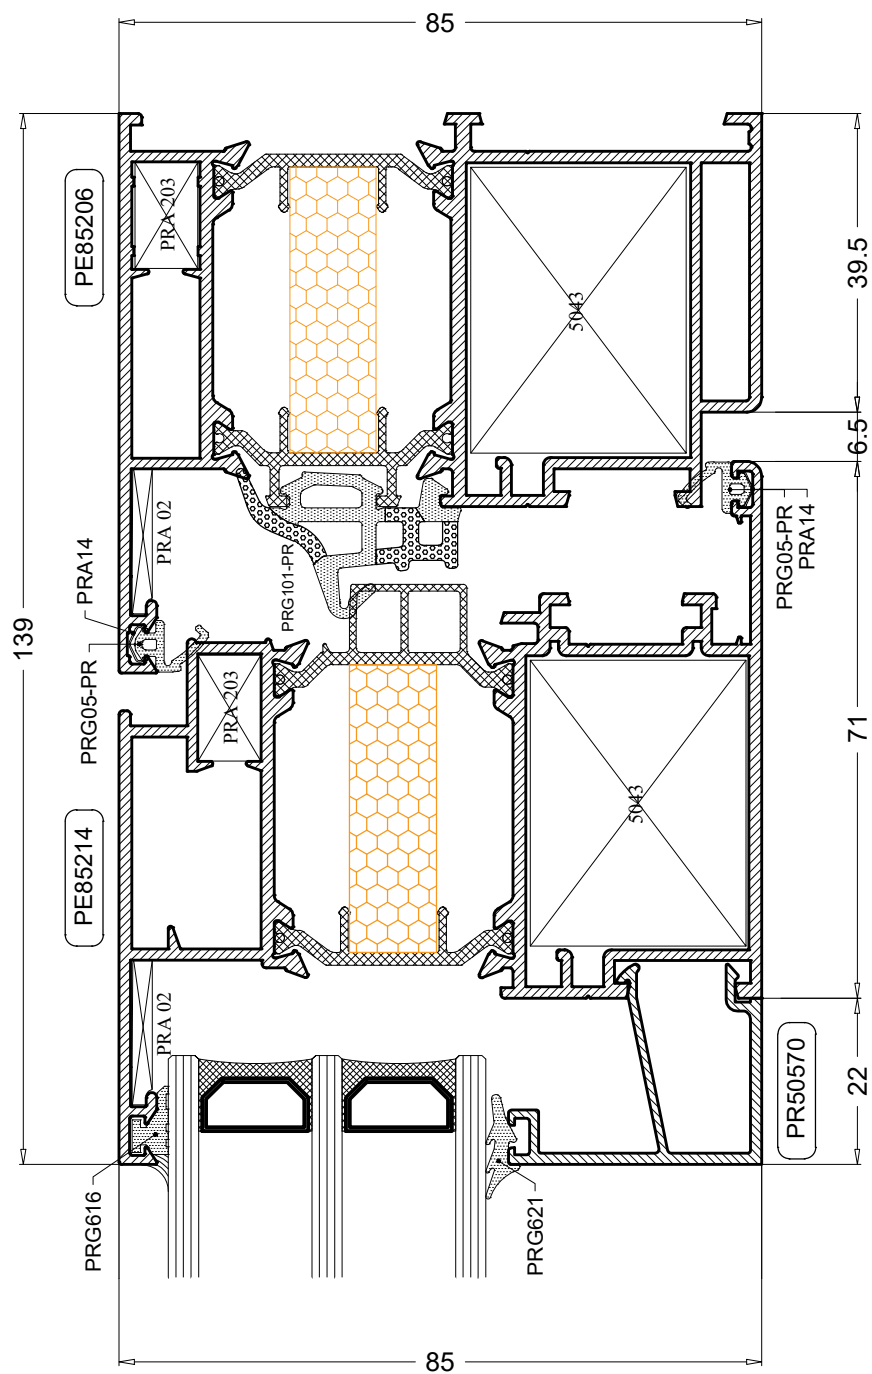 85
PE85206
PRA 203
5043
39.5
6.5
PRA 02
PRA14
PRG05-PR
PRG101-PR
PRG05-PR
PRA14
139
PRA 203
5043
71
PE85214
PRA 02
PR50570
22
PRG616
PRG621
85